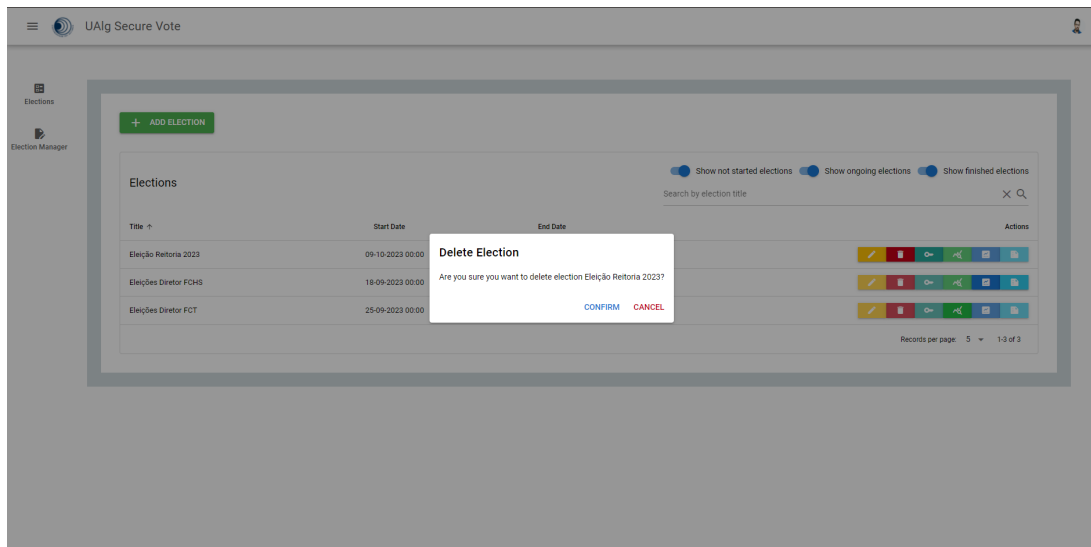 UAlg Secure Vote
Elections
Election Manager
ADD ELECTION
Elections
Show not started elections Show ongoing elections Show finished elections
Search by election title
Title Start Date End Date Actions
Eleição Reitoria 2023 09-10-2023 00:00
Eleições Diretor FCHS 18-09-2023 00:00
Eleições Diretor FCT 25-09-2023 00:00
Delete Election
Are you sure you want to delete election Eleição Reitoria 2023?
CONFIRM CANCEL
Records per page: 5 1-3 of 3